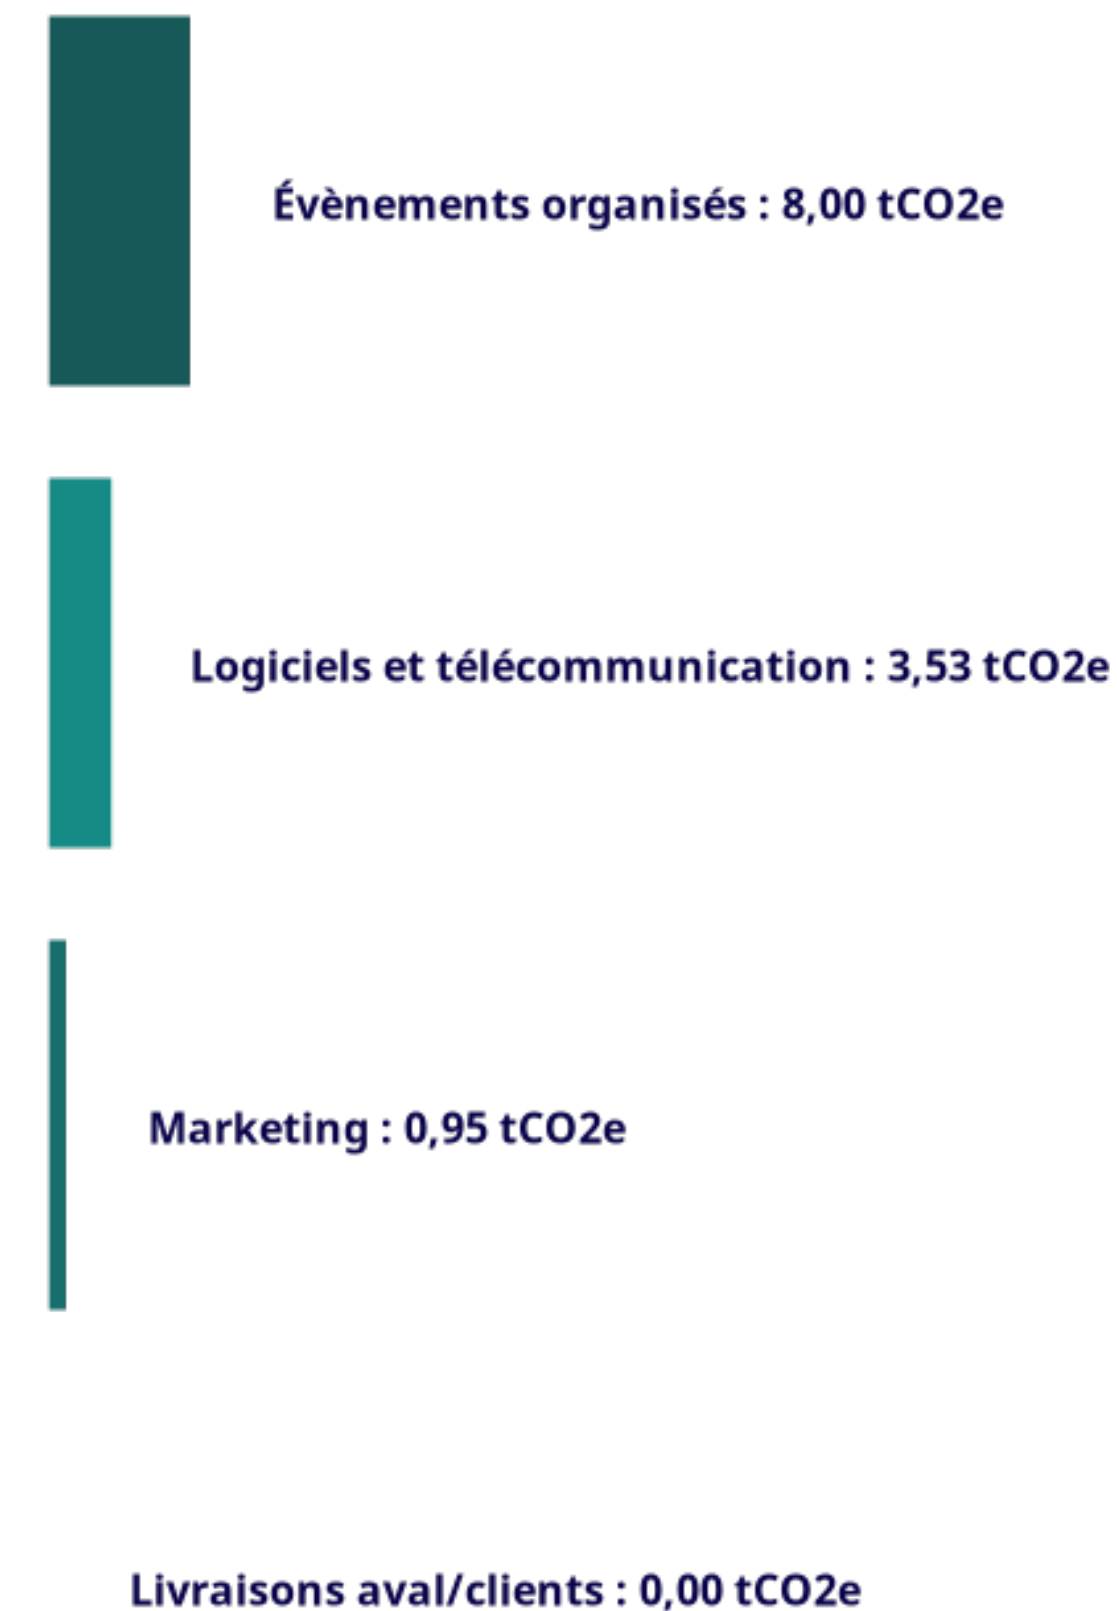 Évènements organisés : 8,00 tCO2e
Logiciels et télécommunication : 3,53 tCO2e
Marketing : 0,95 tCO2e
Livraisons aval/clients : 0,00 tCO2e